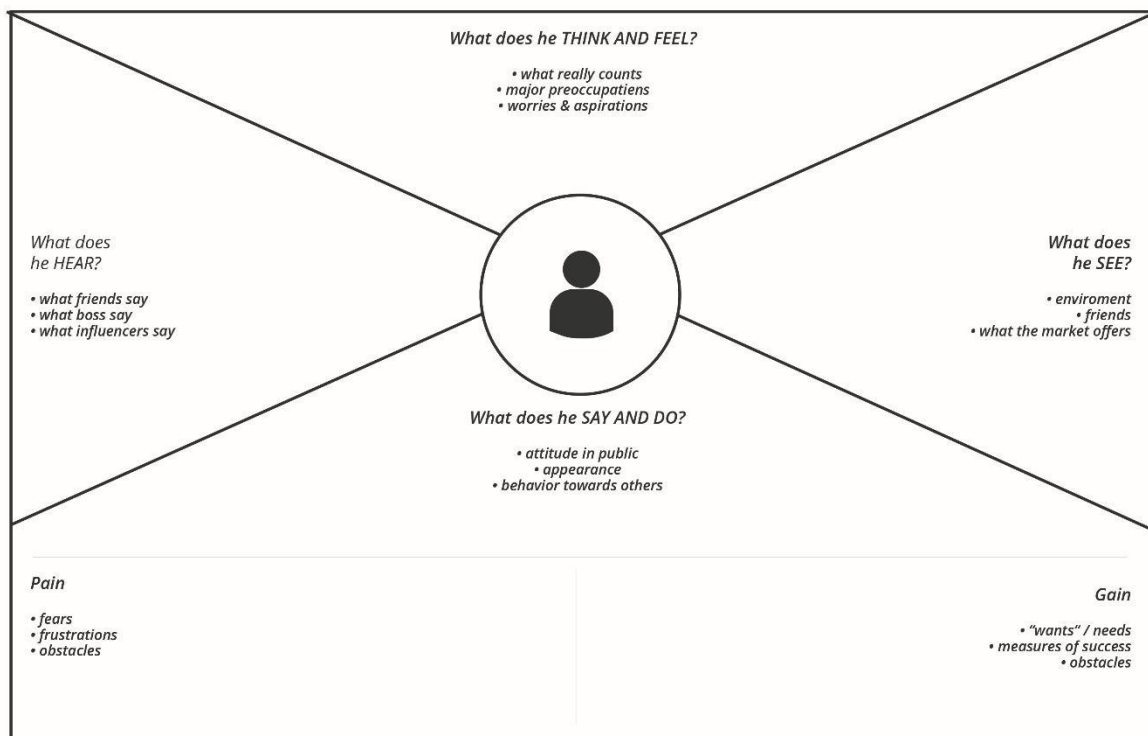 What does he THINK AND FEEL?
• what really counts
• major preoccupatiens
• worries & aspirations
What does
he HEAR?
• what friends say
• what boss say
• what influencers say
What does
he SEE?
• enviroment
• friends
• what the market offers
What does he SAY AND DO?
• attitude in public
• appearance
• behavior towards others
Pain
• fears
• frustrations
• obstacles
Gain
• “wants” / needs
• measures of success
• obstacles